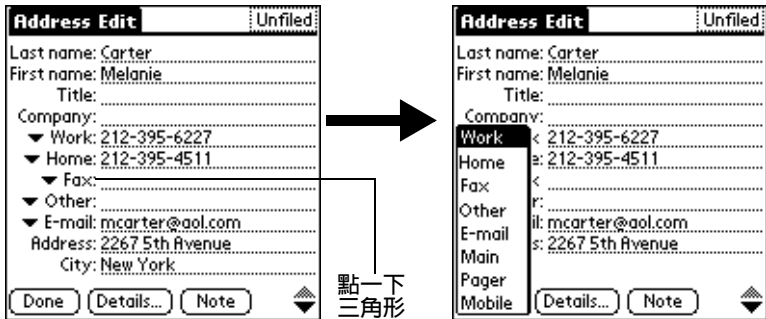 Address Edit Unfiled
Last name: Carter
First name: Melanie
Title:
Company:
Work: 212-395-6227
Home: 212-395-4511
Fax:
Other:
E-mail: mcarter@aol.com
Address: 2267 5th Avenue
City: New York
Done Details... Note
點一下
三角形
Address Edit Unfiled
Last name: Carter
First name: Melanie
Title:
Company:
Work 212-395-6227
Home e: 212-395-4511
Fax
Other r:
E-mail il: mcarter@aol.com
Main s: 2267 5th Avenue
Pager
Mobile Details... Note